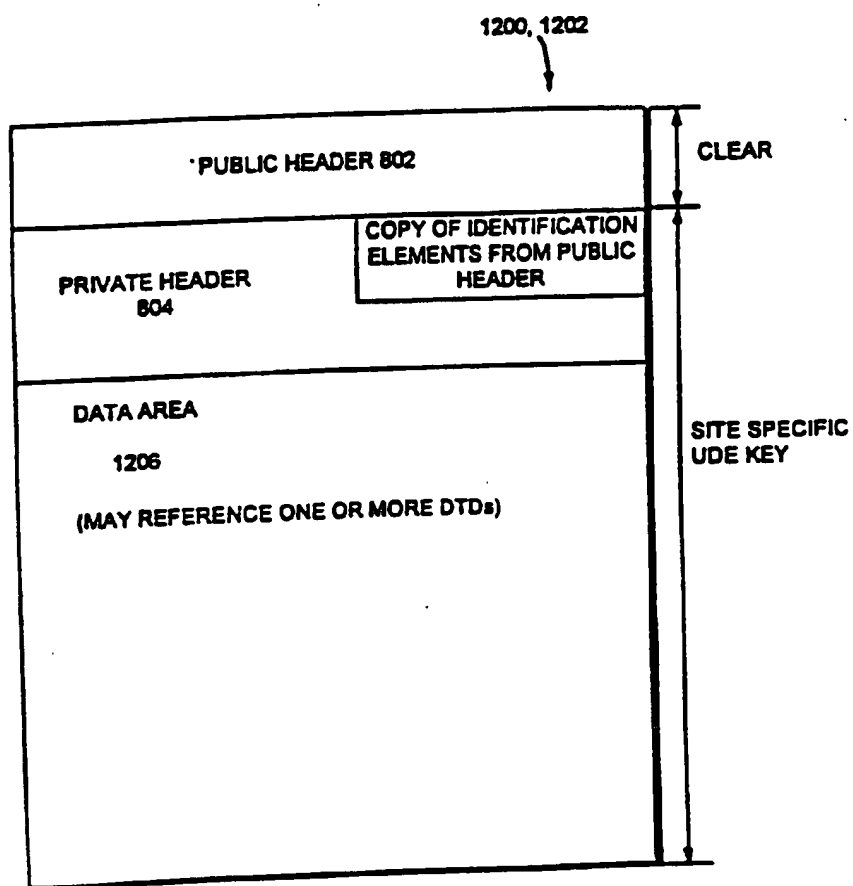 1200, 1202
PUBLIC HEADER 802
CLEAR
COPY OF IDENTIFICATION
ELEMENTS FROM PUBLIC
HEADER
PRIVATE HEADER
804
DATA AREA
1206
(MAY REFERENCE ONE OR MORE DTDs)
SITE SPECIFIC
UDE KEY